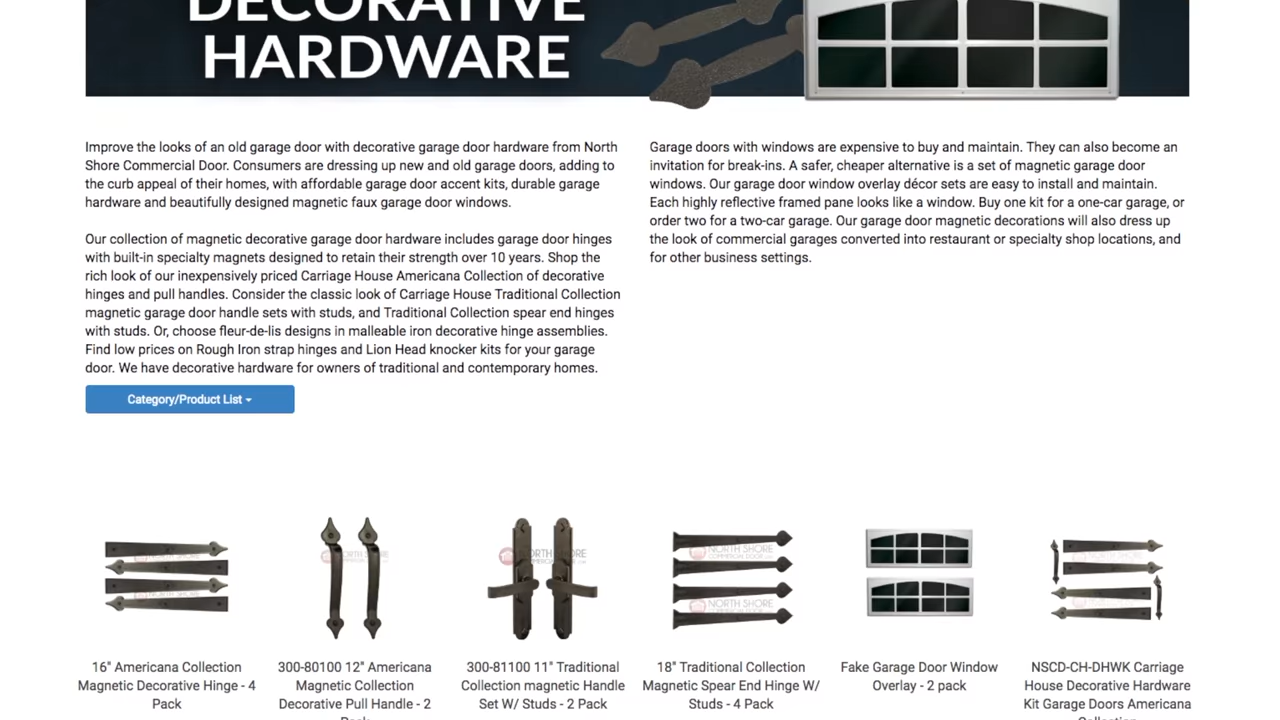 DECORATIVE
HARDWARE
Improve the looks of an old garage door with decorative garage door hardware from North
Shore Commercial Door. Consumers are dressing up new and old garage doors, adding to
the curb appeal of their homes, with affordable garage door accent kits, durable garage
hardware and beautifully designed magnetic faux garage door windows.
Our collection of magnetic decorative garage door hardware includes garage door hinges
with built-in specialty magnets designed to retain their strength over 10 years. Shop the
rich look of our inexpensively priced Carriage House Americana Collection of decorative
hinges and pull handles. Consider the classic look of Carriage House Traditional Collection
magnetic garage door handle sets with studs, and Traditional Collection spear end hinges
with studs. Or, choose fleur-de-lis designs in malleable iron decorative hinge assemblies.
Find low prices on Rough Iron strap hinges and Lion Head knocker kits for your garage
door. We have decorative hardware for owners of traditional and contemporary homes.
Garage doors with windows are expensive to buy and maintain. They can also become an
invitation for break-ins. A safer, cheaper alternative is a set of magnetic garage door
windows. Our garage door window overlay décor sets are easy to install and maintain.
Each highly reflective framed pane looks like a window. Buy one kit for a one-car garage, or
order two for a two-car garage. Our garage door magnetic decorations will also dress up
the look of commercial garages converted into restaurant or specialty shop locations, and
for other business settings.
Category/Product List
16" Americana Collection
Magnetic Decorative Hinge - 4
Pack
300-80100 12" Americana
Magnetic Collection
Decorative Pull Handle - 2
Pack
300-81100 11" Traditional
Collection magnetic Handle
Set W/ Studs - 2 Pack
18" Traditional Collection
Magnetic Spear End Hinge W/
Studs - 4 Pack
Fake Garage Door Window
Overlay - 2 pack
NSCD-CH-DHWK Carriage
House Decorative Hardware
Kit Garage Doors Americana
Collection